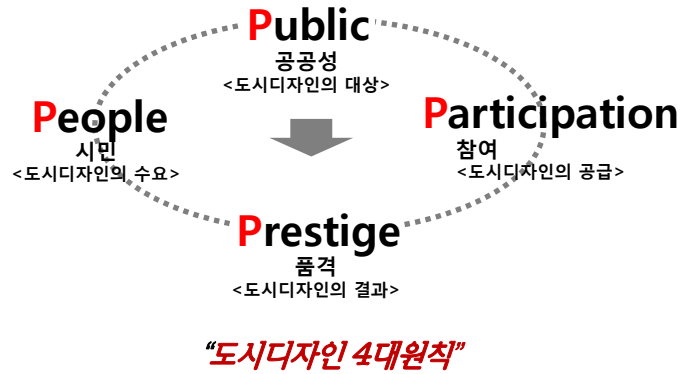 Public
공공성
<도시디자인의 대상>
People
시민
<도시디자인의 수요>
Participation
참여
<도시디자인의 공급>
Prestige
품격
<도시디자인의 결과>
“도시디자인 4대원칙”